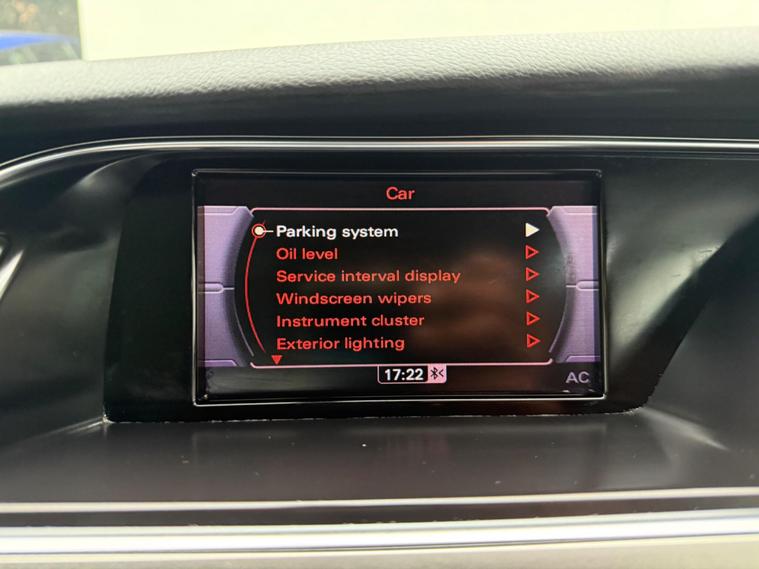 Car
Parking system
Oil level
Service interval display
Windscreen wipers
Instrument cluster
Exterior lighting
17:22
AC